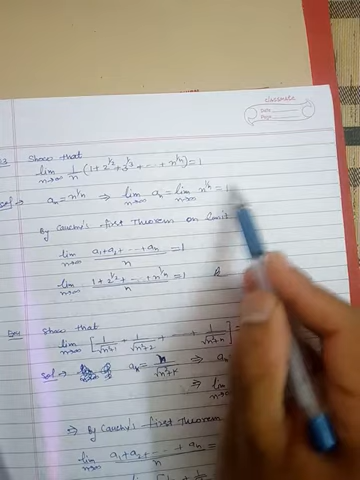 classmate
Date
Page
Show that
lim n→∞ 1/n (1 + 2^{1/2} + 3^{1/3} + ... + n^{1/n}) = 1
Sol → a_n = n^{1/n} ⇒ lim n→∞ a_n = lim n→∞ n^{1/n} = 1
By Cauchy's first Theorem on limit
lim n→∞ (a_1 + a_2 + ... + a_n)/n = 1
lim n→∞ (1 + 2^{1/2} + ... + n^{1/n})/n = 1
Show that
lim n→∞ [1/√(n²+1) + 1/√(n²+2) + ... + 1/√(n²+n)] =
Sol → a_n = n/√(n²+n) ⇒ a_n
⇒ lim n→∞
⇒ By Cauchy's first Theorem
lim n→∞ (a_1 + a_2 + ... + a_n)/n =